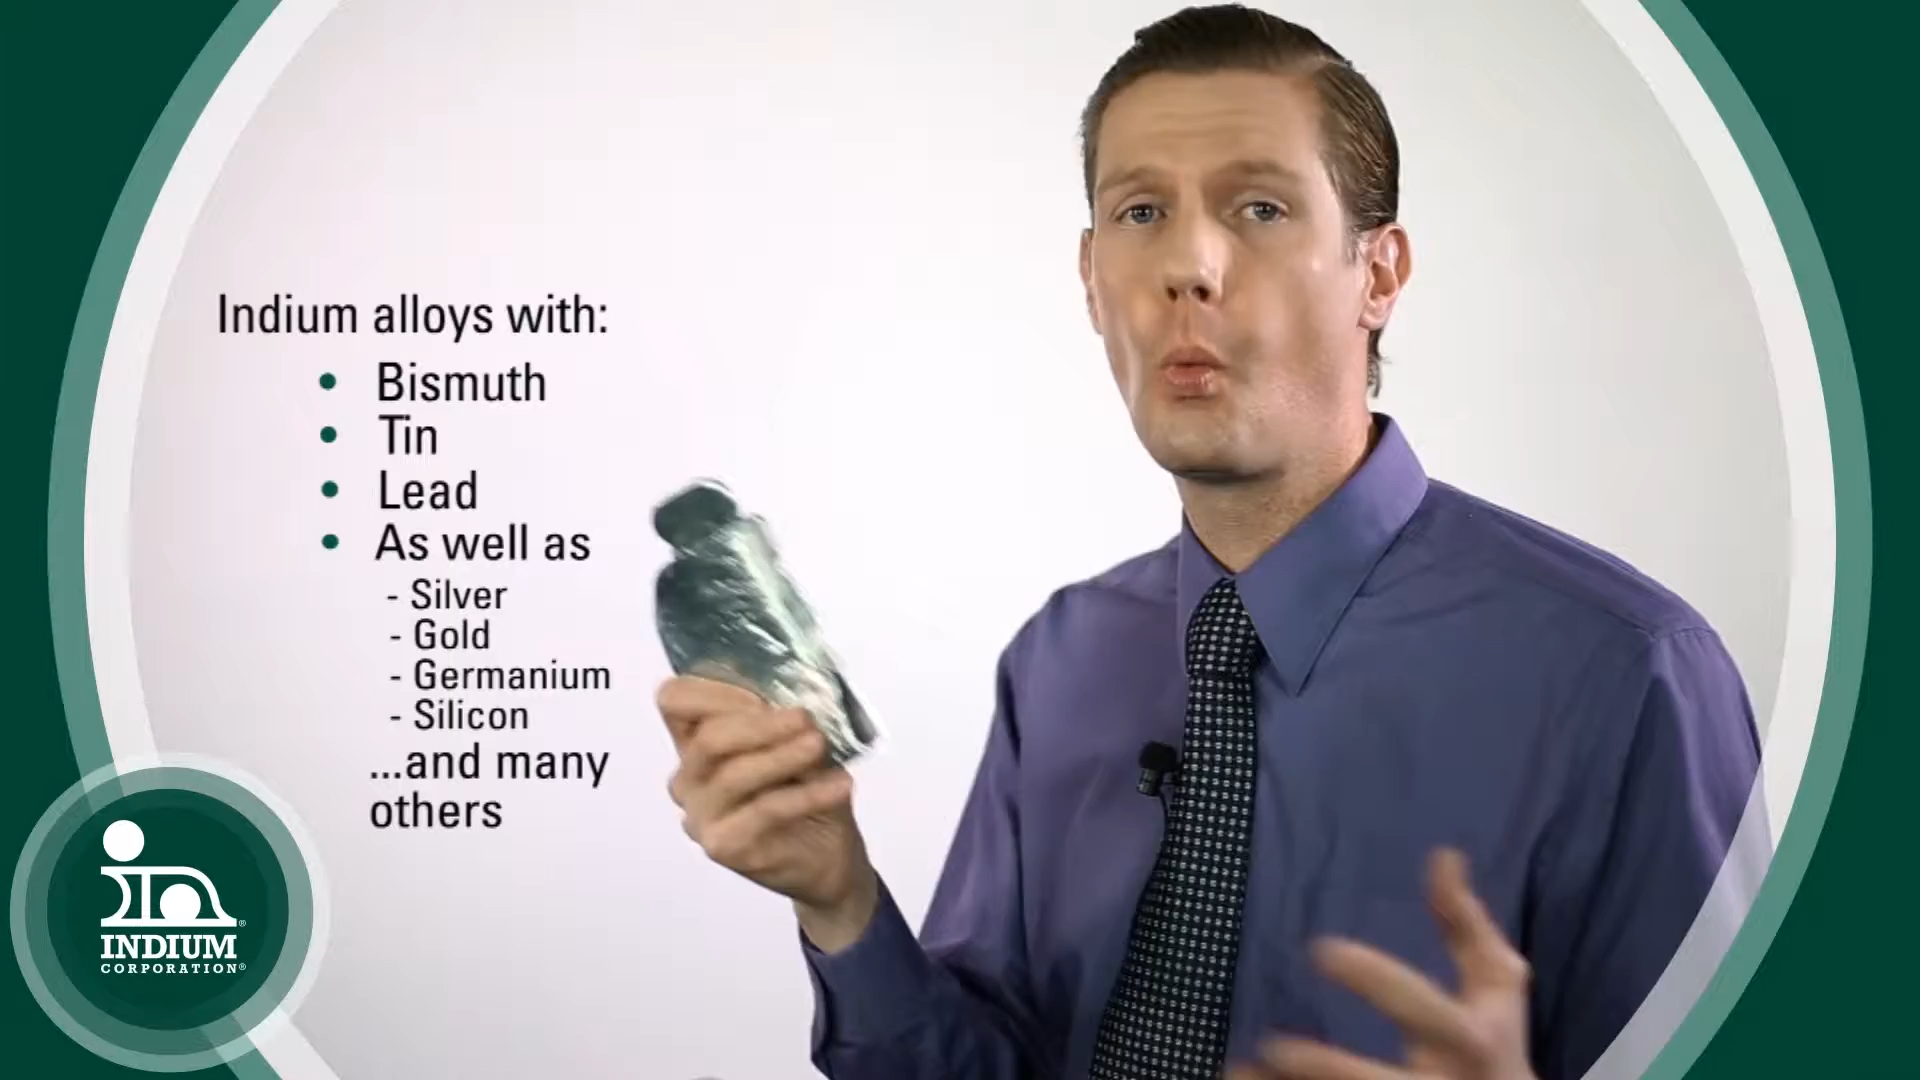 Indium alloys with:
• Bismuth
• Tin
• Lead
• As well as
- Silver
- Gold
- Germanium
- Silicon
...and many
others
INDIUM®
CORPORATION®